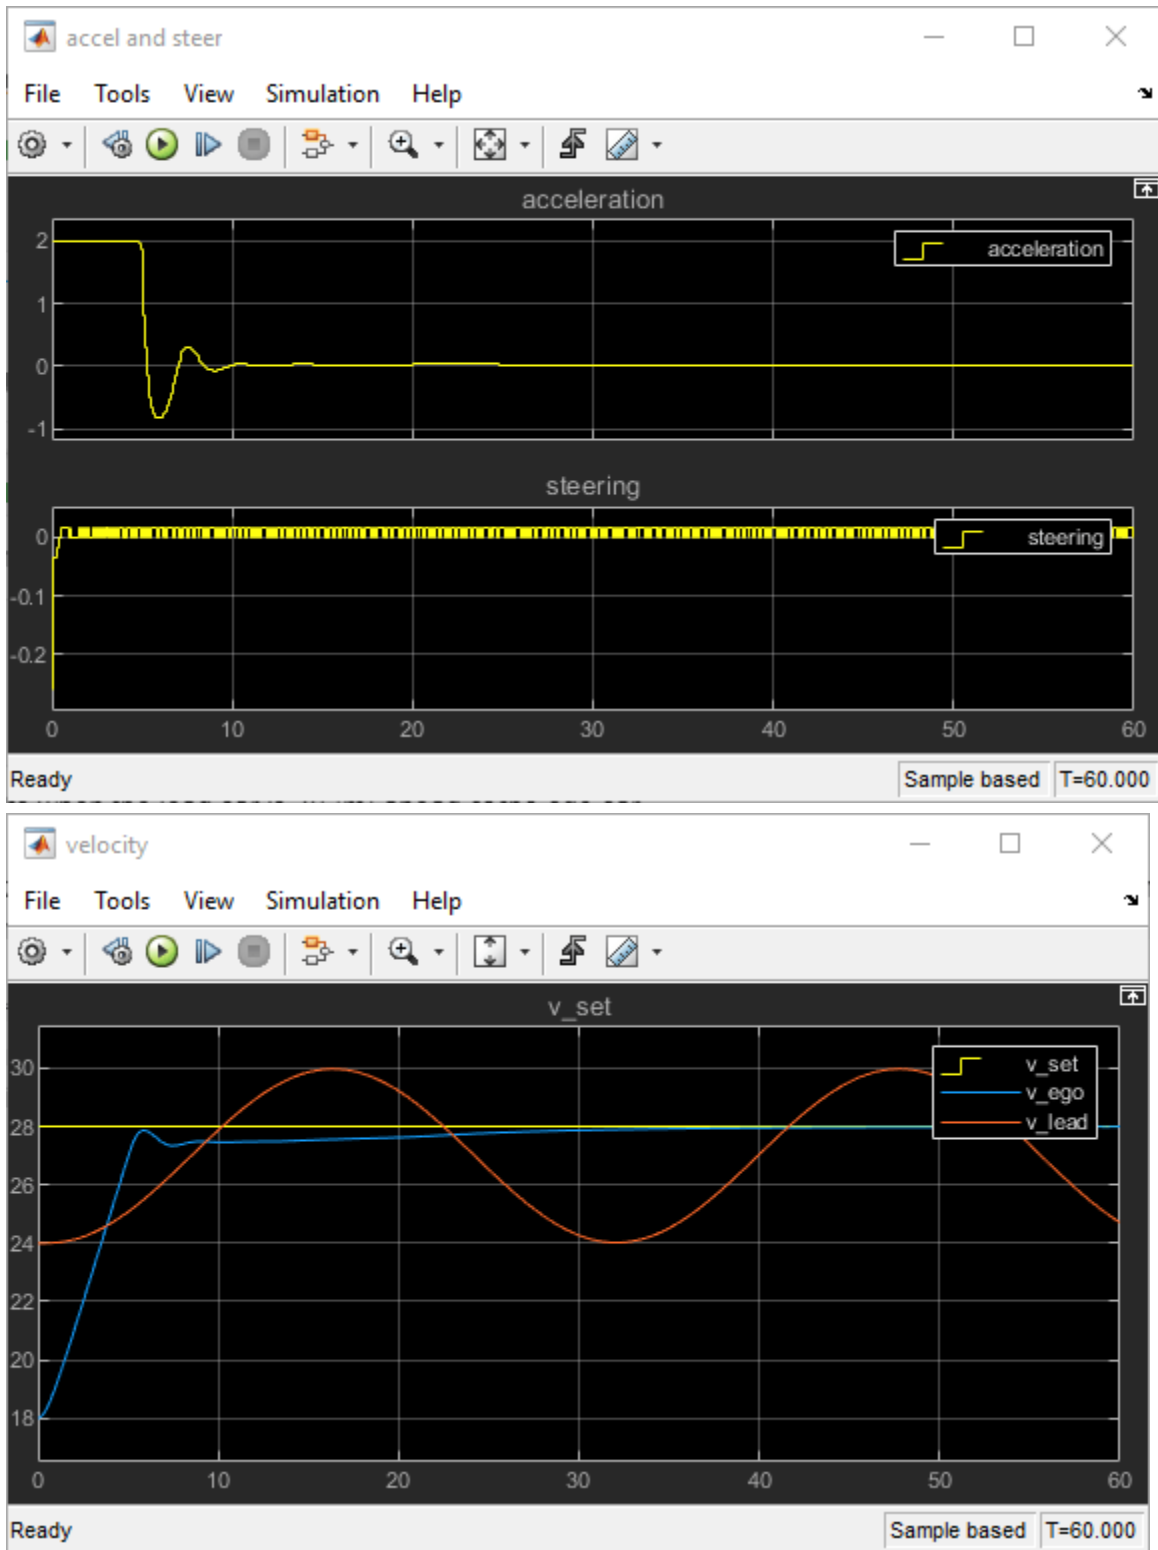 accel and steer
File Tools View Simulation Help
acceleration
2
1
0
-1
acceleration
steering
0
-0.1
-0.2
steering
0 10 20 30 40 50 60
Ready
Sample based T=60.000
velocity
File Tools View Simulation Help
v_set
30
28
26
24
22
20
18
v_set
v_ego
v_lead
0 10 20 30 40 50 60
Ready
Sample based T=60.000